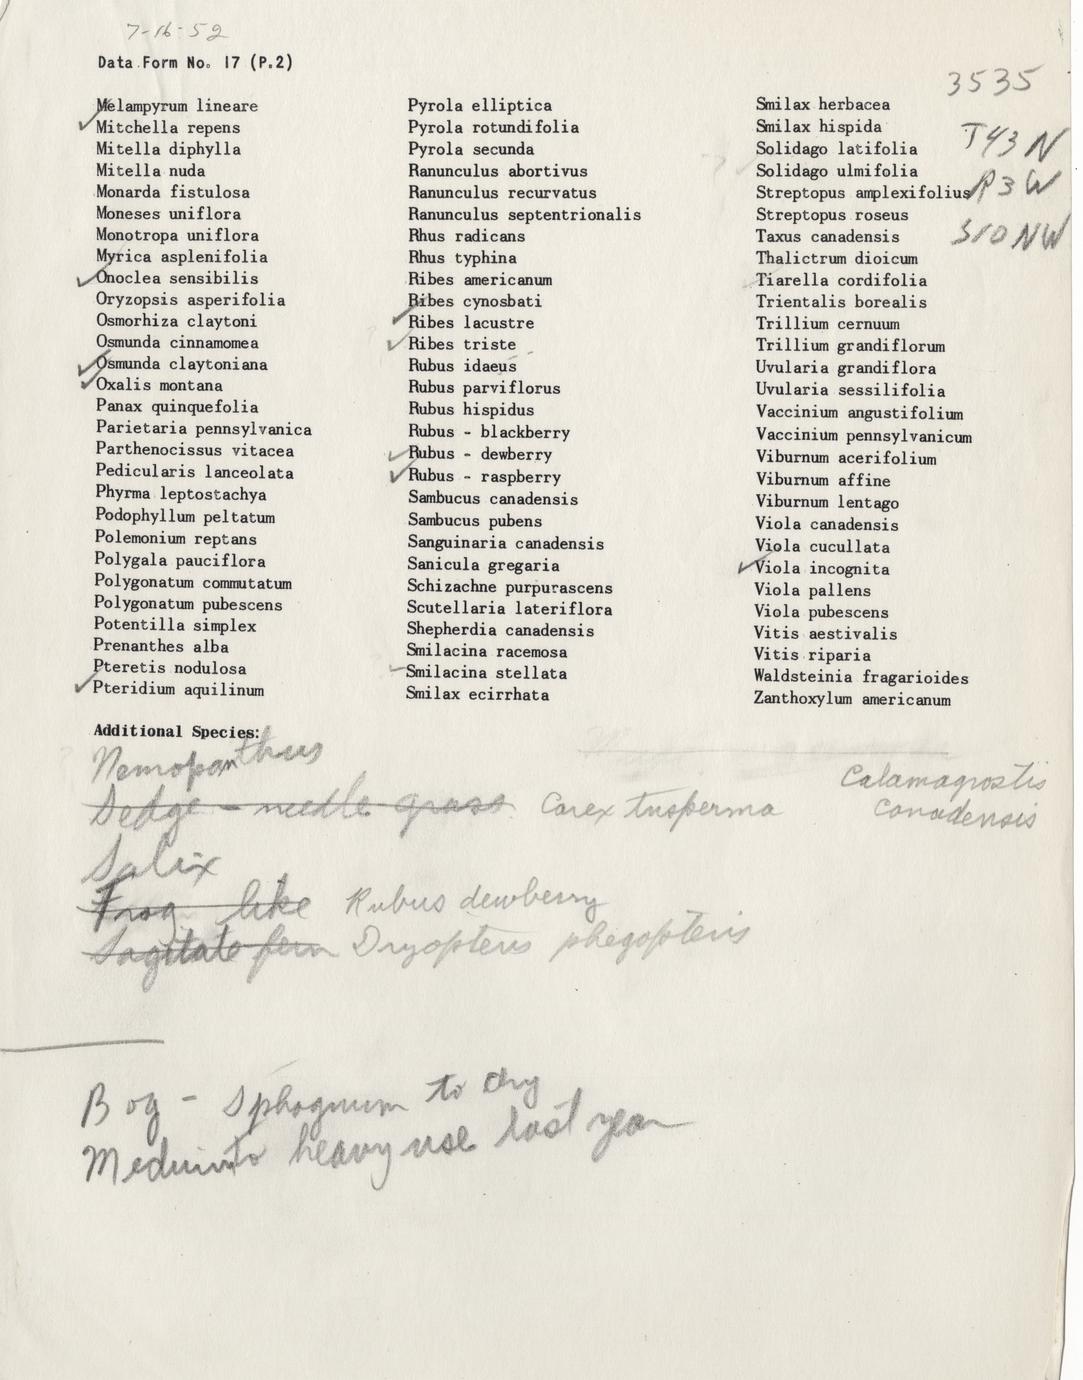 7-16-52
Data Form No. 17 (P.2)
3535
T43N
R3W
S10 NW
Melampyrum lineare
✓ Mitchella repens
Mitella diphylla
Mitella nuda
Monarda fistulosa
Moneses uniflora
Monotropa uniflora
Myrica asplenifolia
✓ Onoclea sensibilis
Oryzopsis asperifolia
Osmorhiza claytoni
Osmunda cinnamomea
✓ Osmunda claytoniana
✓ Oxalis montana
Panax quinquefolia
Parietaria pennsylvanica
Parthenocissus vitacea
Pedicularis lanceolata
Phyrma leptostachya
Podophyllum peltatum
Polemonium reptans
Polygala pauciflora
Polygonatum commutatum
Polygonatum pubescens
Potentilla simplex
Prenanthes alba
Pteretis nodulosa
✓ Pteridium aquilinum
Pyrola elliptica
Pyrola rotundifolia
Pyrola secunda
Ranunculus abortivus
Ranunculus recurvatus
Ranunculus septentrionalis
Rhus radicans
Rhus typhina
Ribes americanum
Ribes cynosbati
✓ Ribes lacustre
✓ Ribes triste
Rubus idaeus
Rubus parviflorus
Rubus hispidus
Rubus - blackberry
✓ Rubus - dewberry
✓ Rubus - raspberry
Sambucus canadensis
Sambucus pubens
Sanguinaria canadensis
Sanicula gregaria
Schizachne purpurascens
Scutellaria lateriflora
Shepherdia canadensis
Smilacina racemosa
✓ Smilacina stellata
Smilax ecirrhata
Smilax herbacea
Smilax hispida
Solidago latifolia
Solidago ulmifolia
Streptopus amplexifolius
Streptopus roseus
Taxus canadensis
Thalictrum dioicum
Tiarella cordifolia
Trientalis borealis
Trillium cernuum
Trillium grandiflorum
Uvularia grandiflora
Uvularia sessilifolia
Vaccinium angustifolium
Vaccinium pennsylvanicum
Viburnum acerifolium
Viburnum affine
Viburnum lentago
Viola canadensis
Viola cucullata
✓ Viola incognita
Viola pallens
Viola pubescens
Vitis aestivalis
Vitis riparia
Waldsteinia fragarioides
Zanthoxylum americanum
Additional Species:
Nemopanthus
Sedge - needle grass Carex trisperma
Calamagrostis
canadensis
Salix
Frog like Rubus dewberry
Sagitate fern Dryopteris phegopteris
Bog - Sphagnum to dry
Medium to heavy use last year